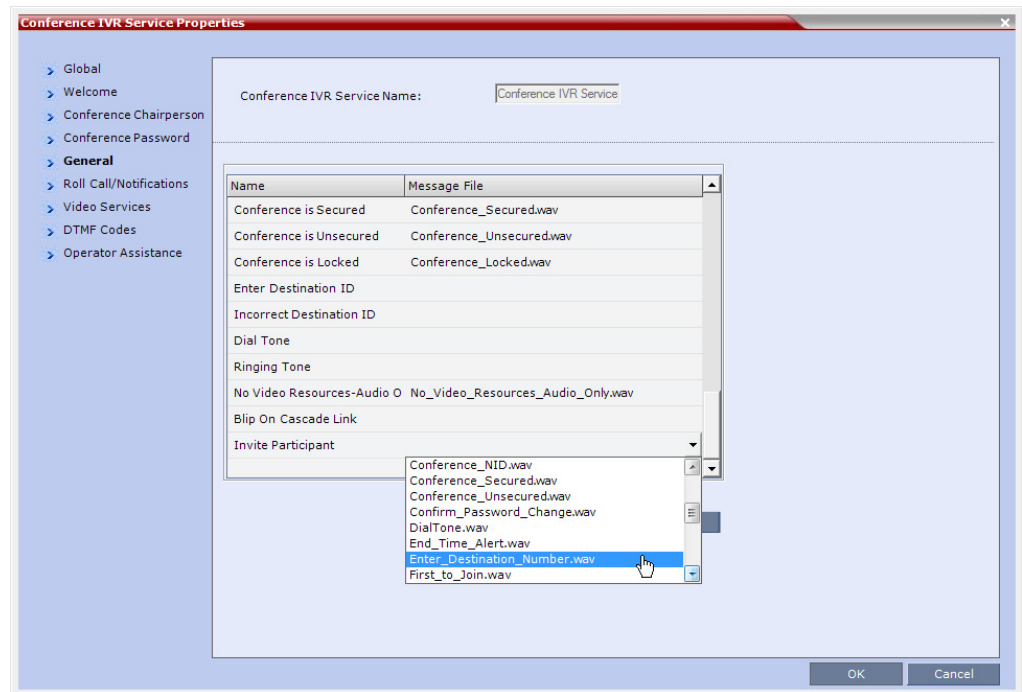 Conference IVR Service Properties
Global
Welcome
Conference Chairperson
Conference Password
General
Roll Call/Notifications
Video Services
DTMF Codes
Operator Assistance
Conference IVR Service Name: Conference IVR Service
Name Message File
Conference is Secured Conference_Secured.wav
Conference is Unsecured Conference_Unsecured.wav
Conference is Locked Conference_Locked.wav
Enter Destination ID
Incorrect Destination ID
Dial Tone
Ringing Tone
No Video Resources-Audio O No_Video_Resources_Audio_Only.wav
Blip On Cascade Link
Invite Participant
Conference_NID.wav
Conference_Secured.wav
Conference_Unsecured.wav
Confirm_Password_Change.wav
DialTone.wav
End_Time_Alert.wav
Enter_Destination_Number.wav
First_to_Join.wav
OK Cancel